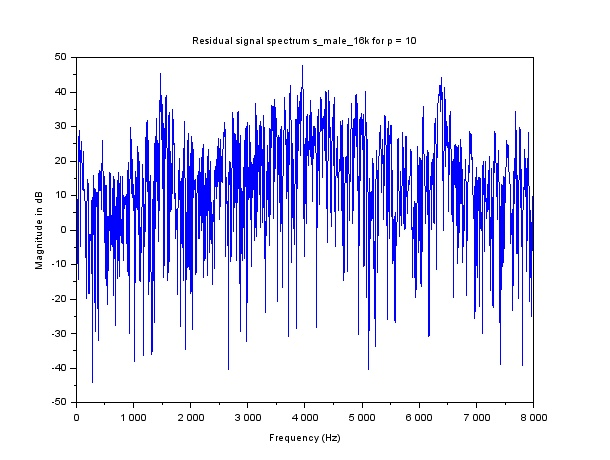 Residual signal spectrum s_male_16k for p = 10
50
40
30
20
10
0
-10
-20
-30
-40
-50
Magnitude in dB
0 1 000 2 000 3 000 4 000 5 000 6 000 7 000 8 000
Frequency (Hz)